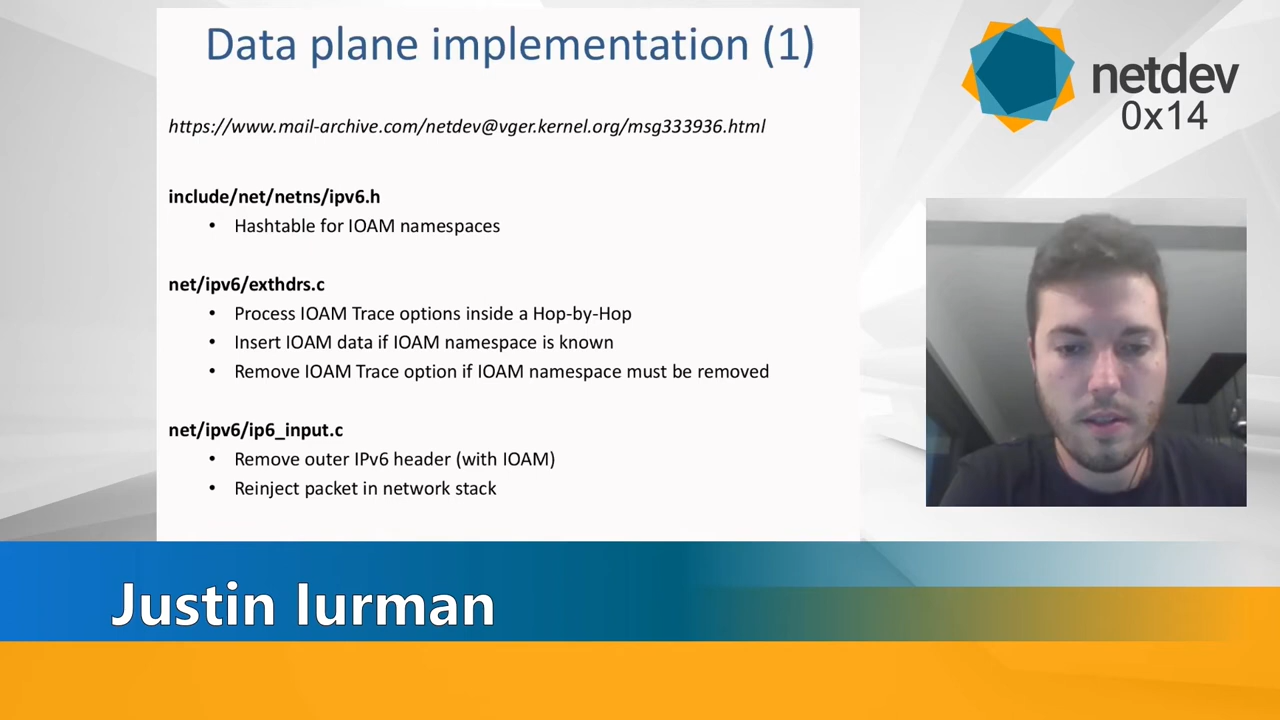 Data plane implementation (1)
https://www.mail-archive.com/netdev@vger.kernel.org/msg333936.html
include/net/netns/ipv6.h
• Hashtable for IOAM namespaces
net/ipv6/exthdrs.c
• Process IOAM Trace options inside a Hop-by-Hop
• Insert IOAM data if IOAM namespace is known
• Remove IOAM Trace option if IOAM namespace must be removed
net/ipv6/ip6_input.c
• Remove outer IPv6 header (with IOAM)
• Reinject packet in network stack
netdev
0x14
Justin Iurman